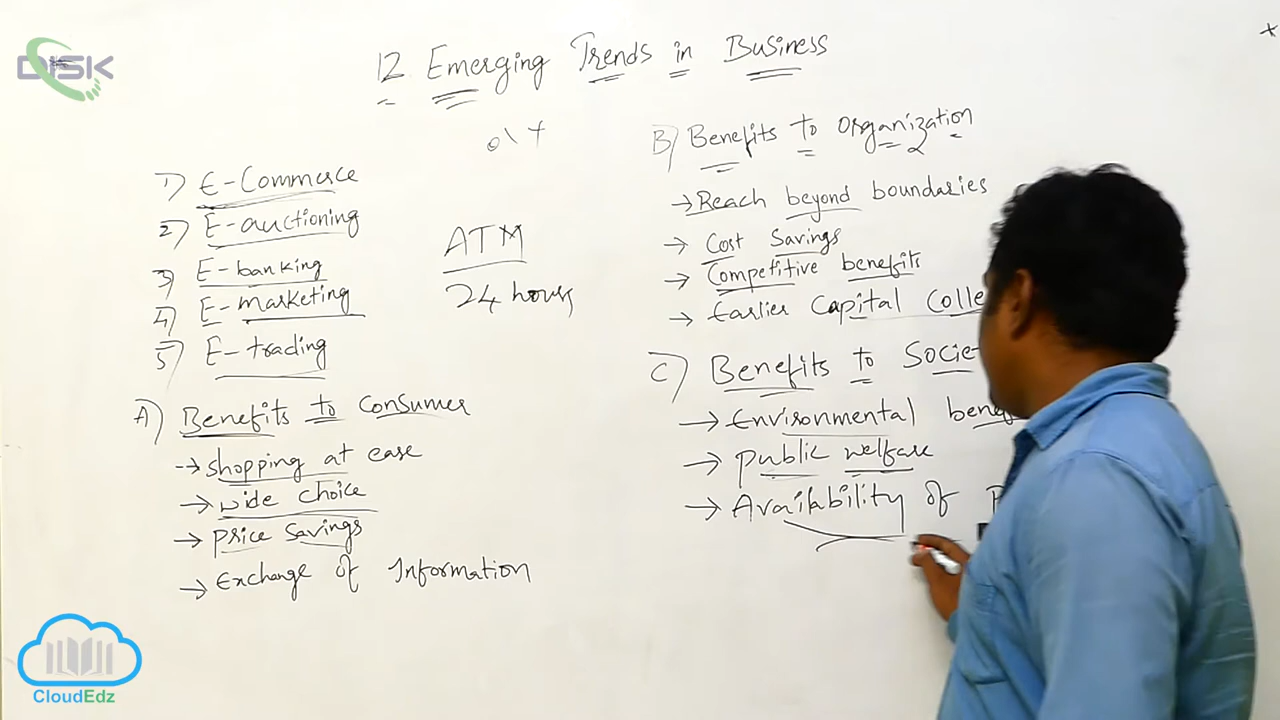 DISK
12. Emerging Trends in Business
1) E-Commerce
2) E-auctioning
3) E-banking
4) E-marketing
5) E-trading
ATM
24 hours
A) Benefits to Consumer
→ shopping at ease
→ wide choice
→ Price Savings
→ Exchange of Information
B) Benefits to Organization
→ Reach beyond boundaries
→ Cost Savings
→ Competitive benefits
→ Earlier Capital
C) Benefits to
→ Environmental
→ Public welfare
→ Availability of
CloudEdz